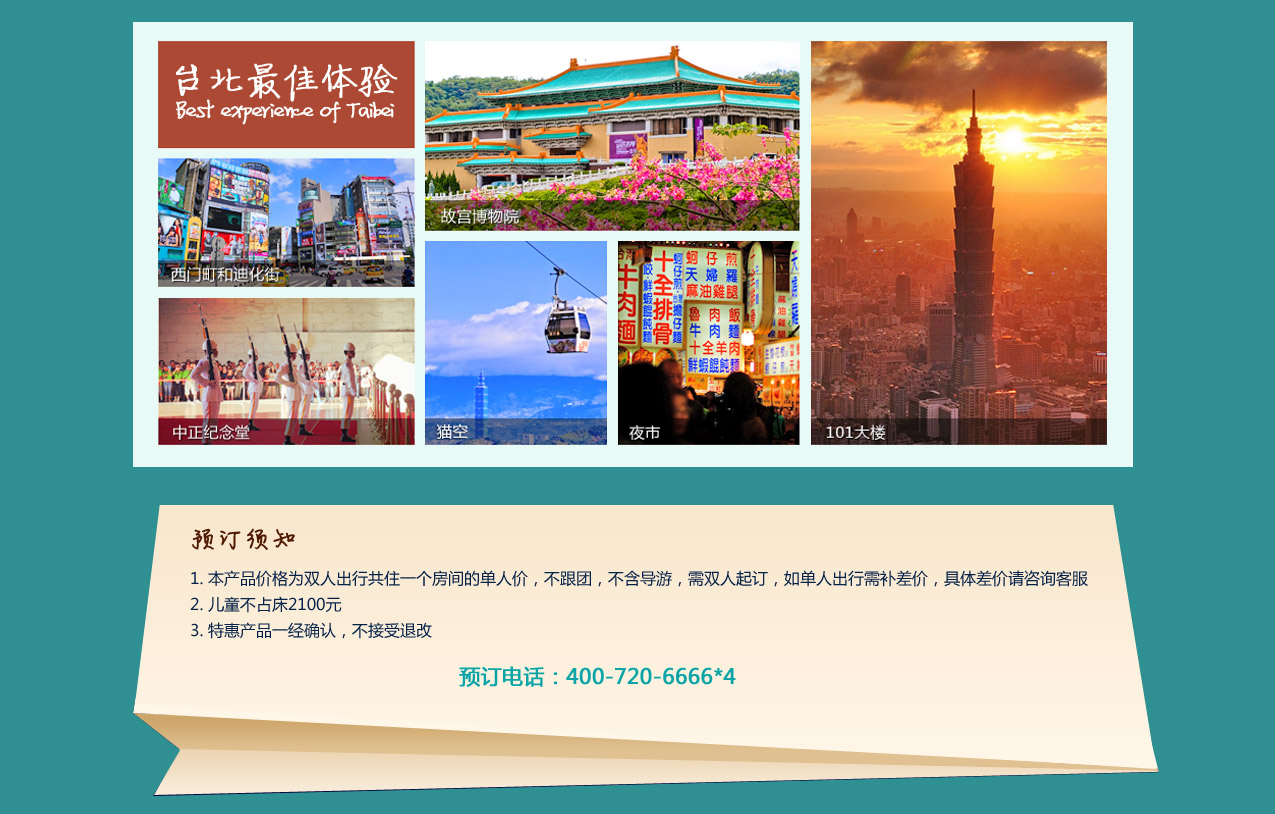 台北最佳体验
Best experience of Taibei
西门町和迪化街
中正纪念堂
故宫博物院
猫空
夜市
牛肉麺
十全排骨
蚵仔煎
天婦羅
麻油雞腿
魯肉飯
牛肉麵
十全羊肉
鮮蝦餛飩麵
101大楼
预订须知
1. 本产品价格为双人出行共住一个房间的单人价，不跟团，不含导游，需双人起订，如单人出行需补差价，具体差价请咨询客服
2. 儿童不占床2100元
3. 特惠产品一经确认，不接受退改
预订电话：400-720-6666*4